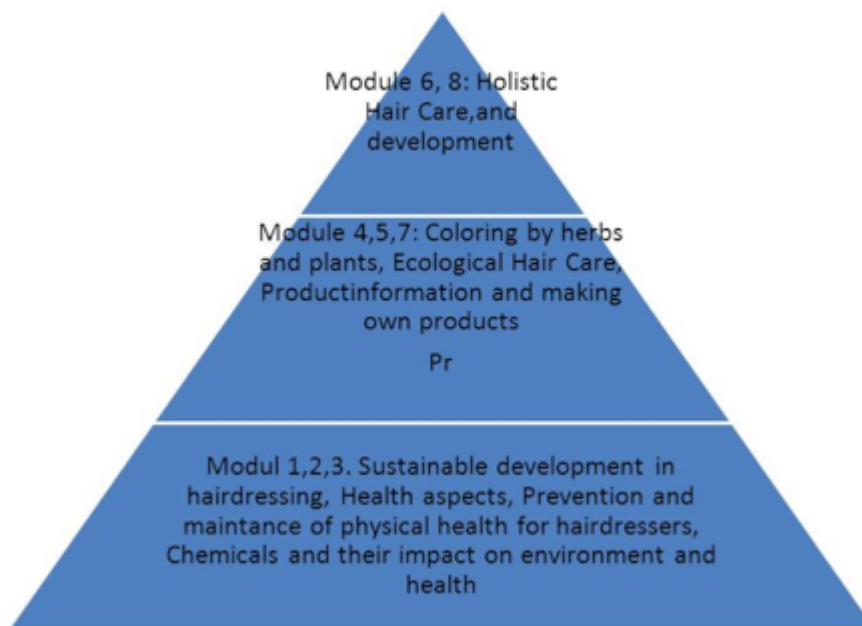 Module 6, 8: Holistic
Hair Care,and
development
Module 4,5,7: Coloring by herbs
and plants, Ecological Hair Care,
Productinformation and making
own products
Pr
Modul 1,2,3. Sustainable development in
hairdressing, Health aspects, Prevention and
maintance of physical health for hairdressers,
Chemicals and their impact on environment and
health